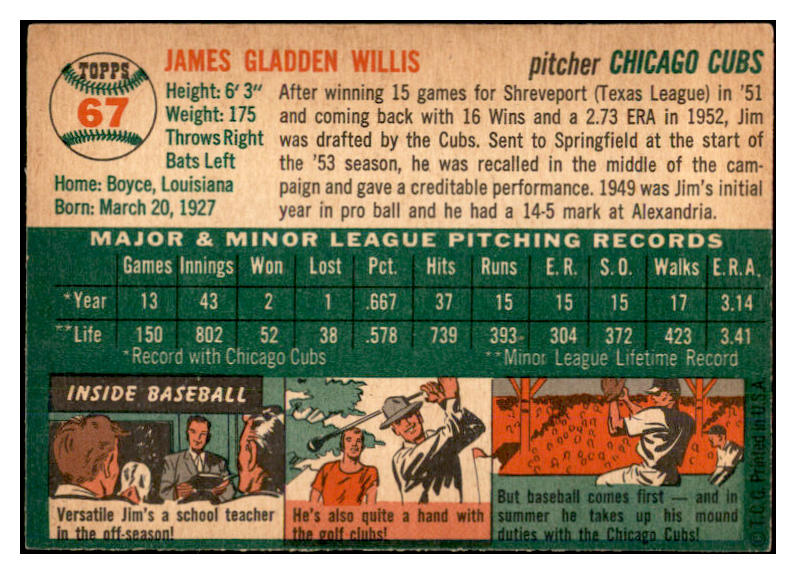 TOPPS
67
JAMES GLADDEN WILLIS
pitcher CHICAGO CUBS
Height: 6' 3"
Weight: 175
Throws Right
Bats Left
Home: Boyce, Louisiana
Born: March 20, 1927
After winning 15 games for Shreveport (Texas League) in '51
and coming back with 16 Wins and a 2.73 ERA in 1952, Jim
was drafted by the Cubs. Sent to Springfield at the start of
the '53 season, he was recalled in the middle of the cam-
paign and gave a creditable performance. 1949 was Jim's initial
year in pro ball and he had a 14-5 mark at Alexandria.
MAJOR & MINOR LEAGUE PITCHING RECORDS
Games Innings Won Lost Pct. Hits Runs E. R. S. O. Walks E.R.A.
*Year 13 43 2 1 .667 37 15 15 15 17 3.14
**Life 150 802 52 38 .578 739 393 304 372 423 3.41
*Record with Chicago Cubs **Minor League Lifetime Record
INSIDE BASEBALL
Versatile Jim's a school teacher
in the off-season!
He's also quite a hand with
the golf clubs!
But baseball comes first — and in
summer he takes up his mound
duties with the Chicago Cubs!
© T.C.G. Printed in U.S.A.